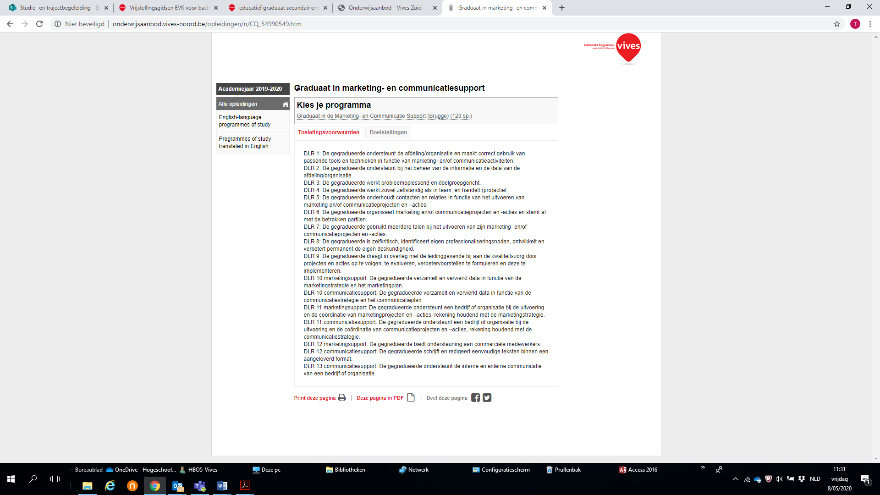 Studie- en trajectbegeleiding - S
Vrijstellingsgidsen EVK voor bac
educatief graduaat secundair on
Onderwijsaanbod - Vives Zuid
Graduaat in marketing- en comm
Niet beveiligd | onderwijsaanbod.vives-noord.be/opleidingen/n/CQ_54990549.htm
T
vives
Academiejaar 2019-2020
Alle opleidingen
English-language
programmes of study
Programmes of study
translated in English
Graduaat in marketing- en communicatiesupport
Kies je programma
Graduaat in de Marketing- en Communicatie Support (Brugge) (120 sp.)
Toelatingsvoorwaarden
Doelstellingen
DLR 1: De gegradueerde ondersteunt de afdeling/organisatie en maakt correct gebruik van
passende tools en technieken in functie van marketing- en/of communicatieactiviteiten.
DLR 2: De gegradueerde ondersteunt bij het beheer van de informatie en de data van de
afdeling/organisatie.
DLR 3: De gegradueerde werkt probleemoplossend en doelgroepgericht.
DLR 4: De gegradueerde werkt zowel zelfstandig als in team, en handelt (pro)actief
DLR 5: De gegradueerde onderhoudt contacten en relaties in functie van het uitvoeren van
marketing en/of communicatieprojecten en -acties.
DLR 6: De gegradueerde organiseert marketing en/of communicatieprojecten en -acties en stemt af
met de betrokken partijen.
DLR 7: De gegradueerde gebruikt meerdere talen bij het uitvoeren van zijn marketing- en/of
communicatieprojecten en -acties
DLR 8: De gegradueerde is zelfkritisch, identificeert eigen professionaliseringsnoden, ontwikkelt en
verbetert permanent de eigen deskundigheid.
DLR 9: De gegradueerde draagt in overleg met de leidinggevende bij aan de kwaliteitszorg door
projecten en acties op te volgen, te evalueren, verbetervoorstellen te formuleren en deze te
implementeren.
DLR 10 marketingsupport: De gegradueerde verzamelt en verwerkt data in functie van de
marketingstrategie en het marketingplan.
DLR 10 communicatiesupport: De gegradueerde verzamelt en verwerkt data in functie van de
communicatiestrategie en het communicatieplan.
DLR 11 marketingsupport: De gegradueerde ondersteunt een bedrijf of organisatie bij de uitvoering
en de coördinatie van marketingprojecten en -acties, rekening houdend met de marketingstrategie.
DLR 11 communicatiesupport: De gegradueerde ondersteunt een bedrijf of organisatie bij de
uitvoering en de coördinatie van communicatieprojecten en -acties, rekening houdend met de
communicatiestrategie.
DLR 12 marketingsupport: De gegradueerde biedt ondersteuning aan commerciële medewerkers.
DLR 12 communicatiesupport: De gegradueerde schrijft en redigeert eenvoudige teksten binnen een
aangeleverd format.
DLR 13 communicatiesupport: De gegradueerde ondersteunt de interne en externe communicatie
van een bedrijf of organisatie.
Print deze pagina | Deze pagina in PDF | Deel deze pagina
Bureaublad OneDrive Hogeschool... HBOS Vives Deze pc Bibliotheken Netwerk Configuratiescherm Prullenbak Access 2016
NLD
11:31
vrijdag
8/05/2020